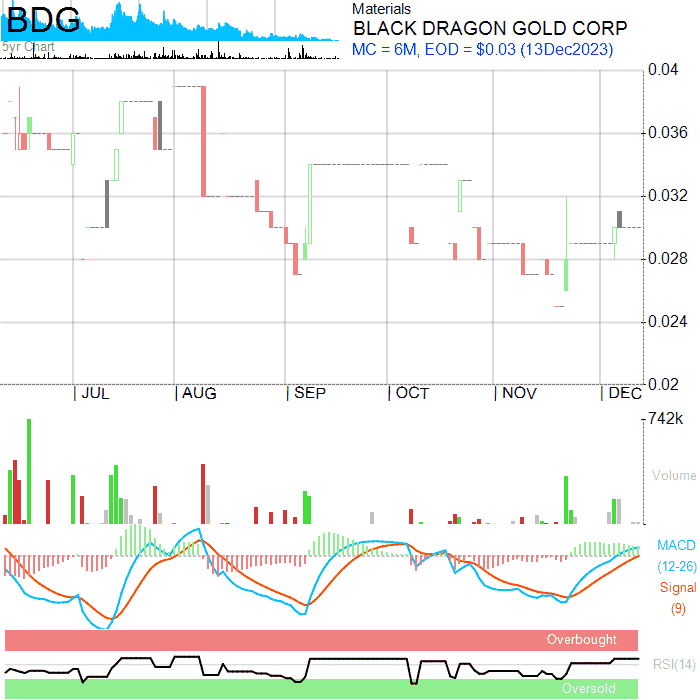 BDG
5yr Chart
Materials
BLACK DRAGON GOLD CORP
MC = 6M, EOD = $0.03 (13Dec2023)
0.04
0.036
0.032
0.028
0.024
0.02
JUL AUG SEP OCT NOV DEC
742k
Volume
MACD
(12-26)
Signal
(9)
Overbought
RSI(14)
Oversold